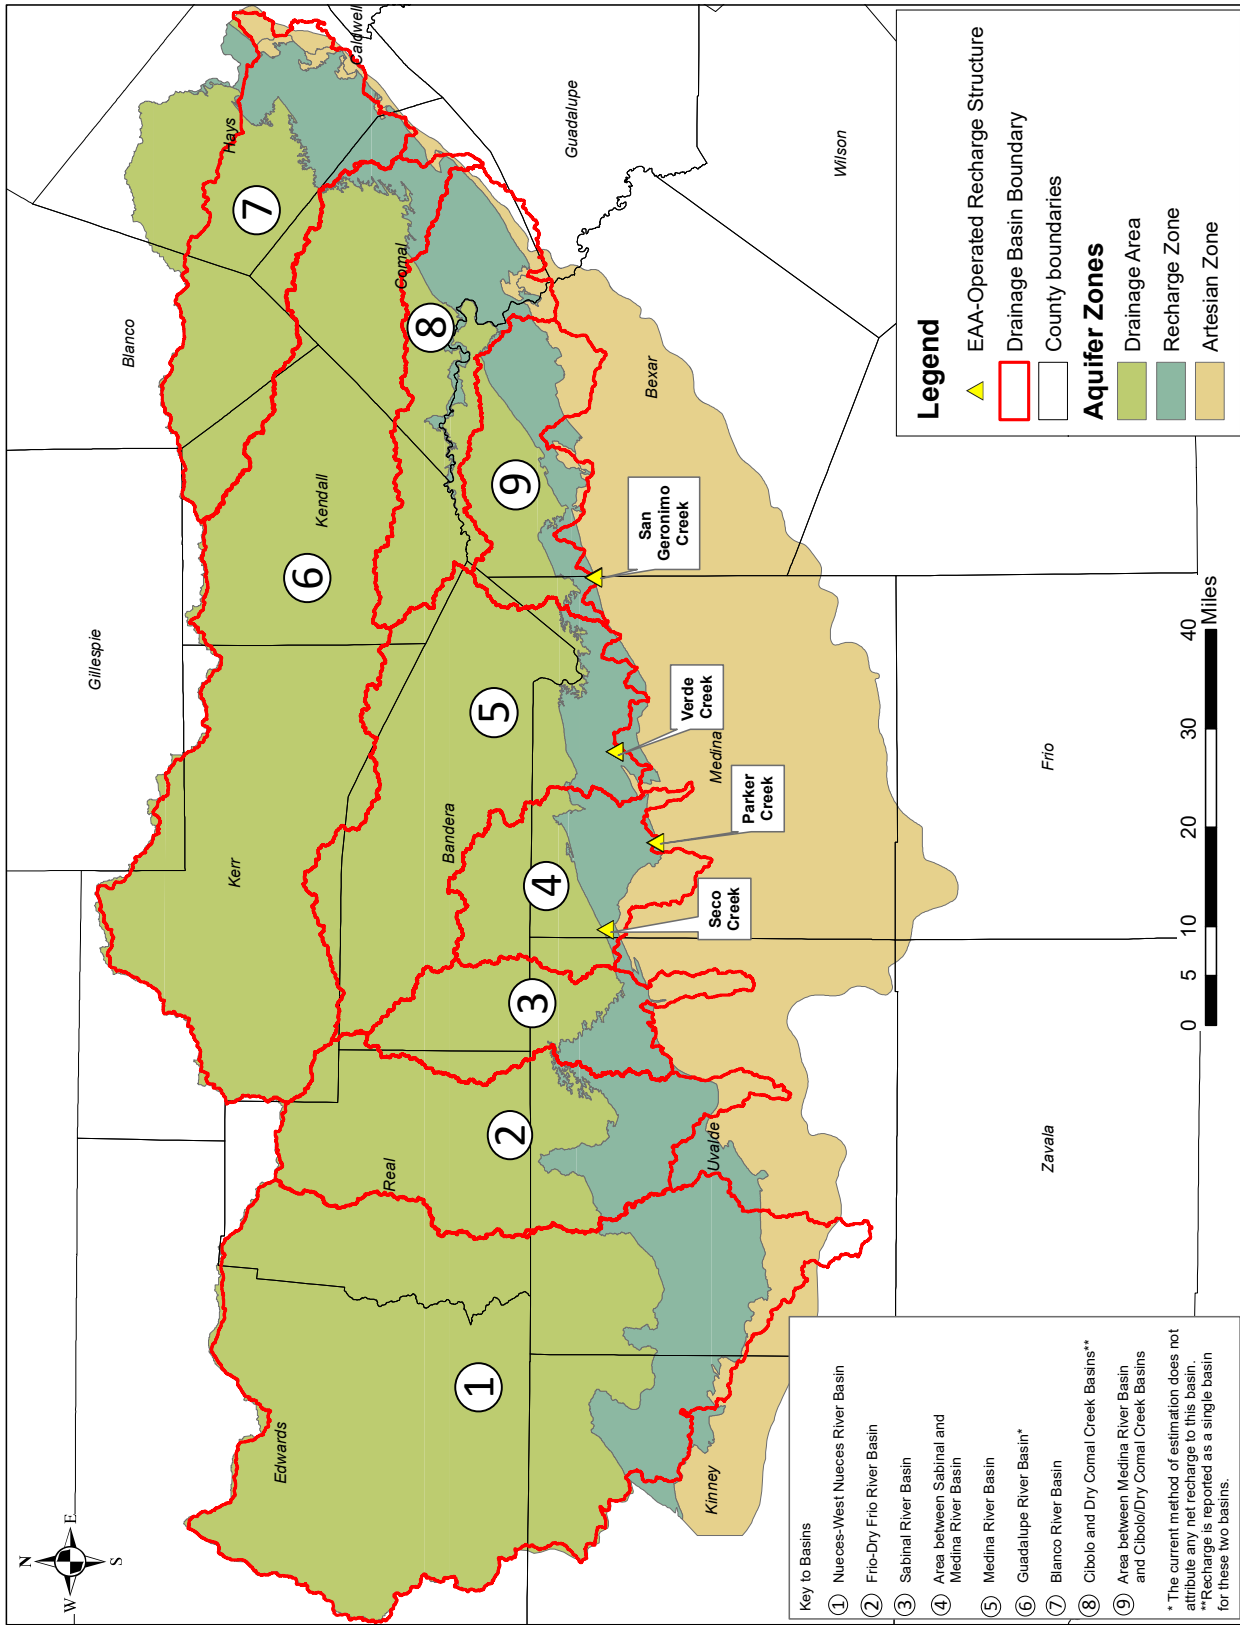 N
W
E
S
Edwards
Kinney
Real
Uvalde
Zavala
Kerr
Bandera
Medina
Frio
Gillespie
Kendall
Blanco
Comal
Hays
Caldwell
Guadalupe
Bexar
Wilson
1
2
3
4
5
6
7
8
9
Seco
Creek
Parker
Creek
Verde
Creek
San
Geronimo
Creek
0 5 10 20 30 40
Miles
Key to Basins
1 Nueces-West Nueces River Basin
2 Frio-Dry Frio River Basin
3 Sabinal River Basin
4 Area between Sabinal and
Medina River Basin
5 Medina River Basin
6 Guadalupe River Basin*
7 Blanco River Basin
8 Cibolo and Dry Comal Creek Basins**
9 Area between Medina River Basin
and Cibolo/Dry Comal Creek Basins
* The current method of estimation does not
attribute any net recharge to this basin.
**Recharge is reported as a single basin
for these two basins.
Legend
EAA-Operated Recharge Structure
Drainage Basin Boundary
County boundaries
Aquifer Zones
Drainage Area
Recharge Zone
Artesian Zone